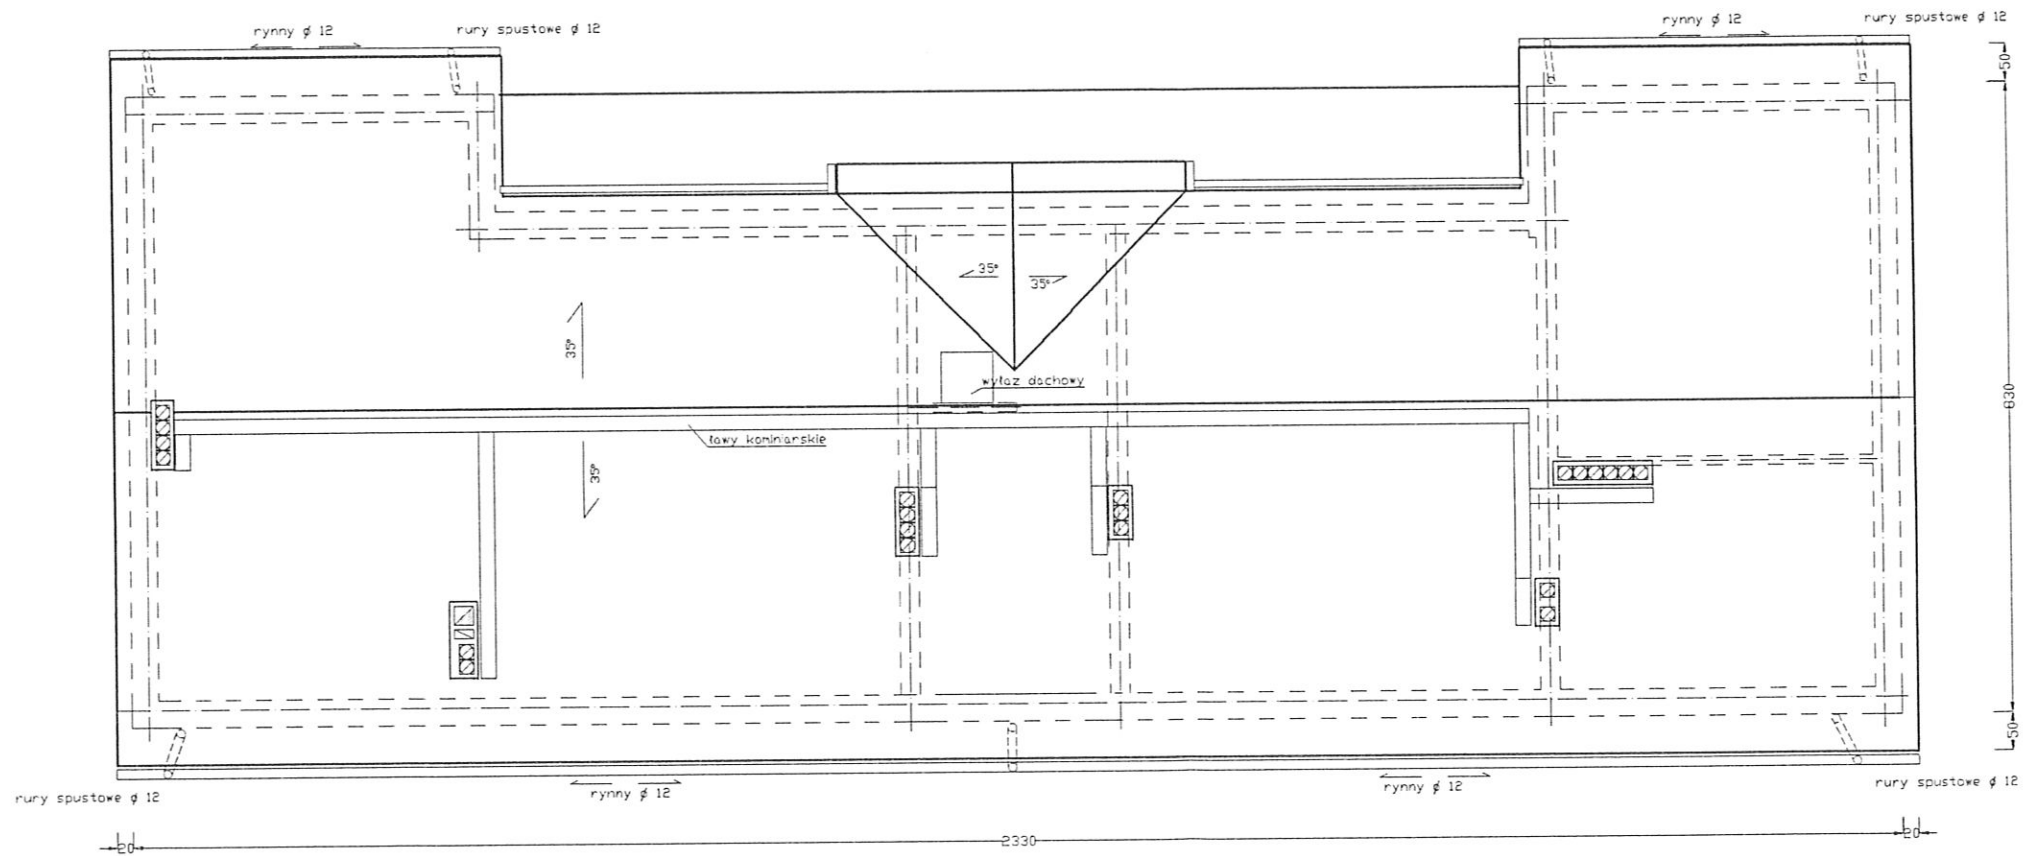 rynny ϕ 12
rury spustowe ϕ 12
rynny ϕ 12
rury spustowe ϕ 12
50
35°
35°
35°
wyłaz dachowy
830
ławy kominiarskie
35°
50
rury spustowe ϕ 12
rynny ϕ 12
rynny ϕ 12
rury spustowe ϕ 12
20
2330
20